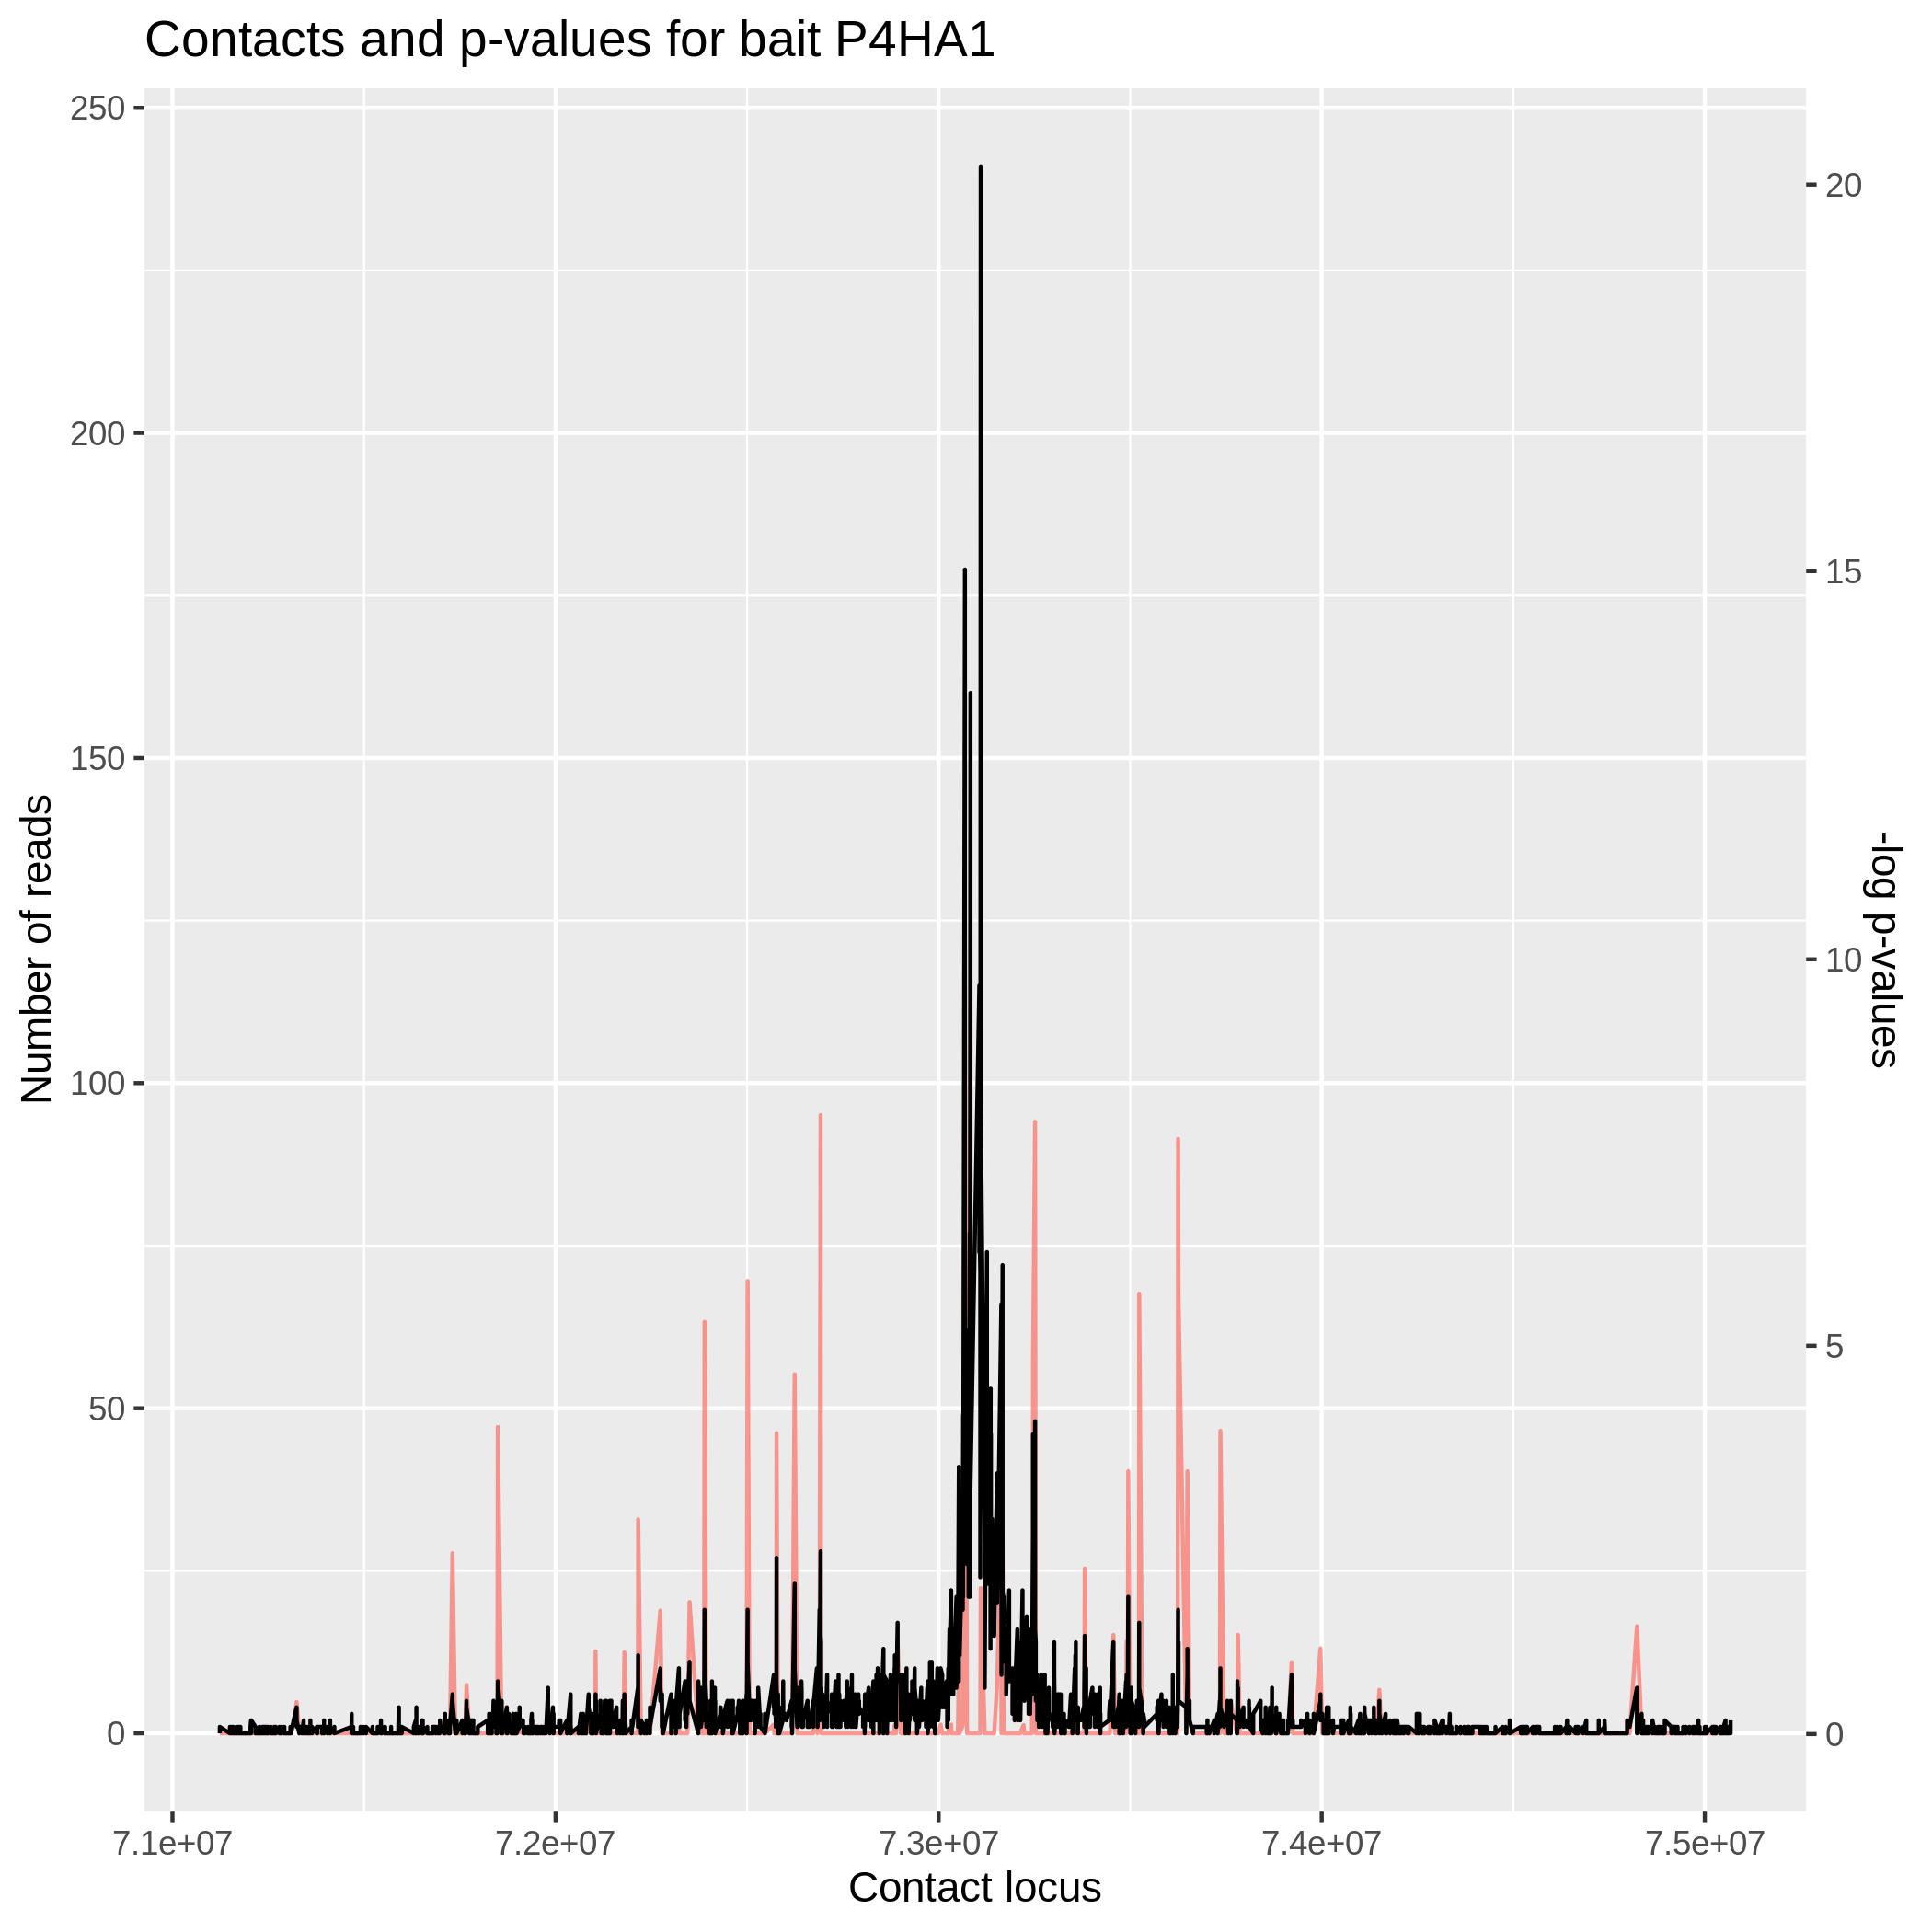 Contacts and p-values for bait P4HA1
250
200
150
100
50
0
Number of reads
20
15
10
5
0
-log p-values
7.1e+07
7.2e+07
7.3e+07
7.4e+07
7.5e+07
Contact locus